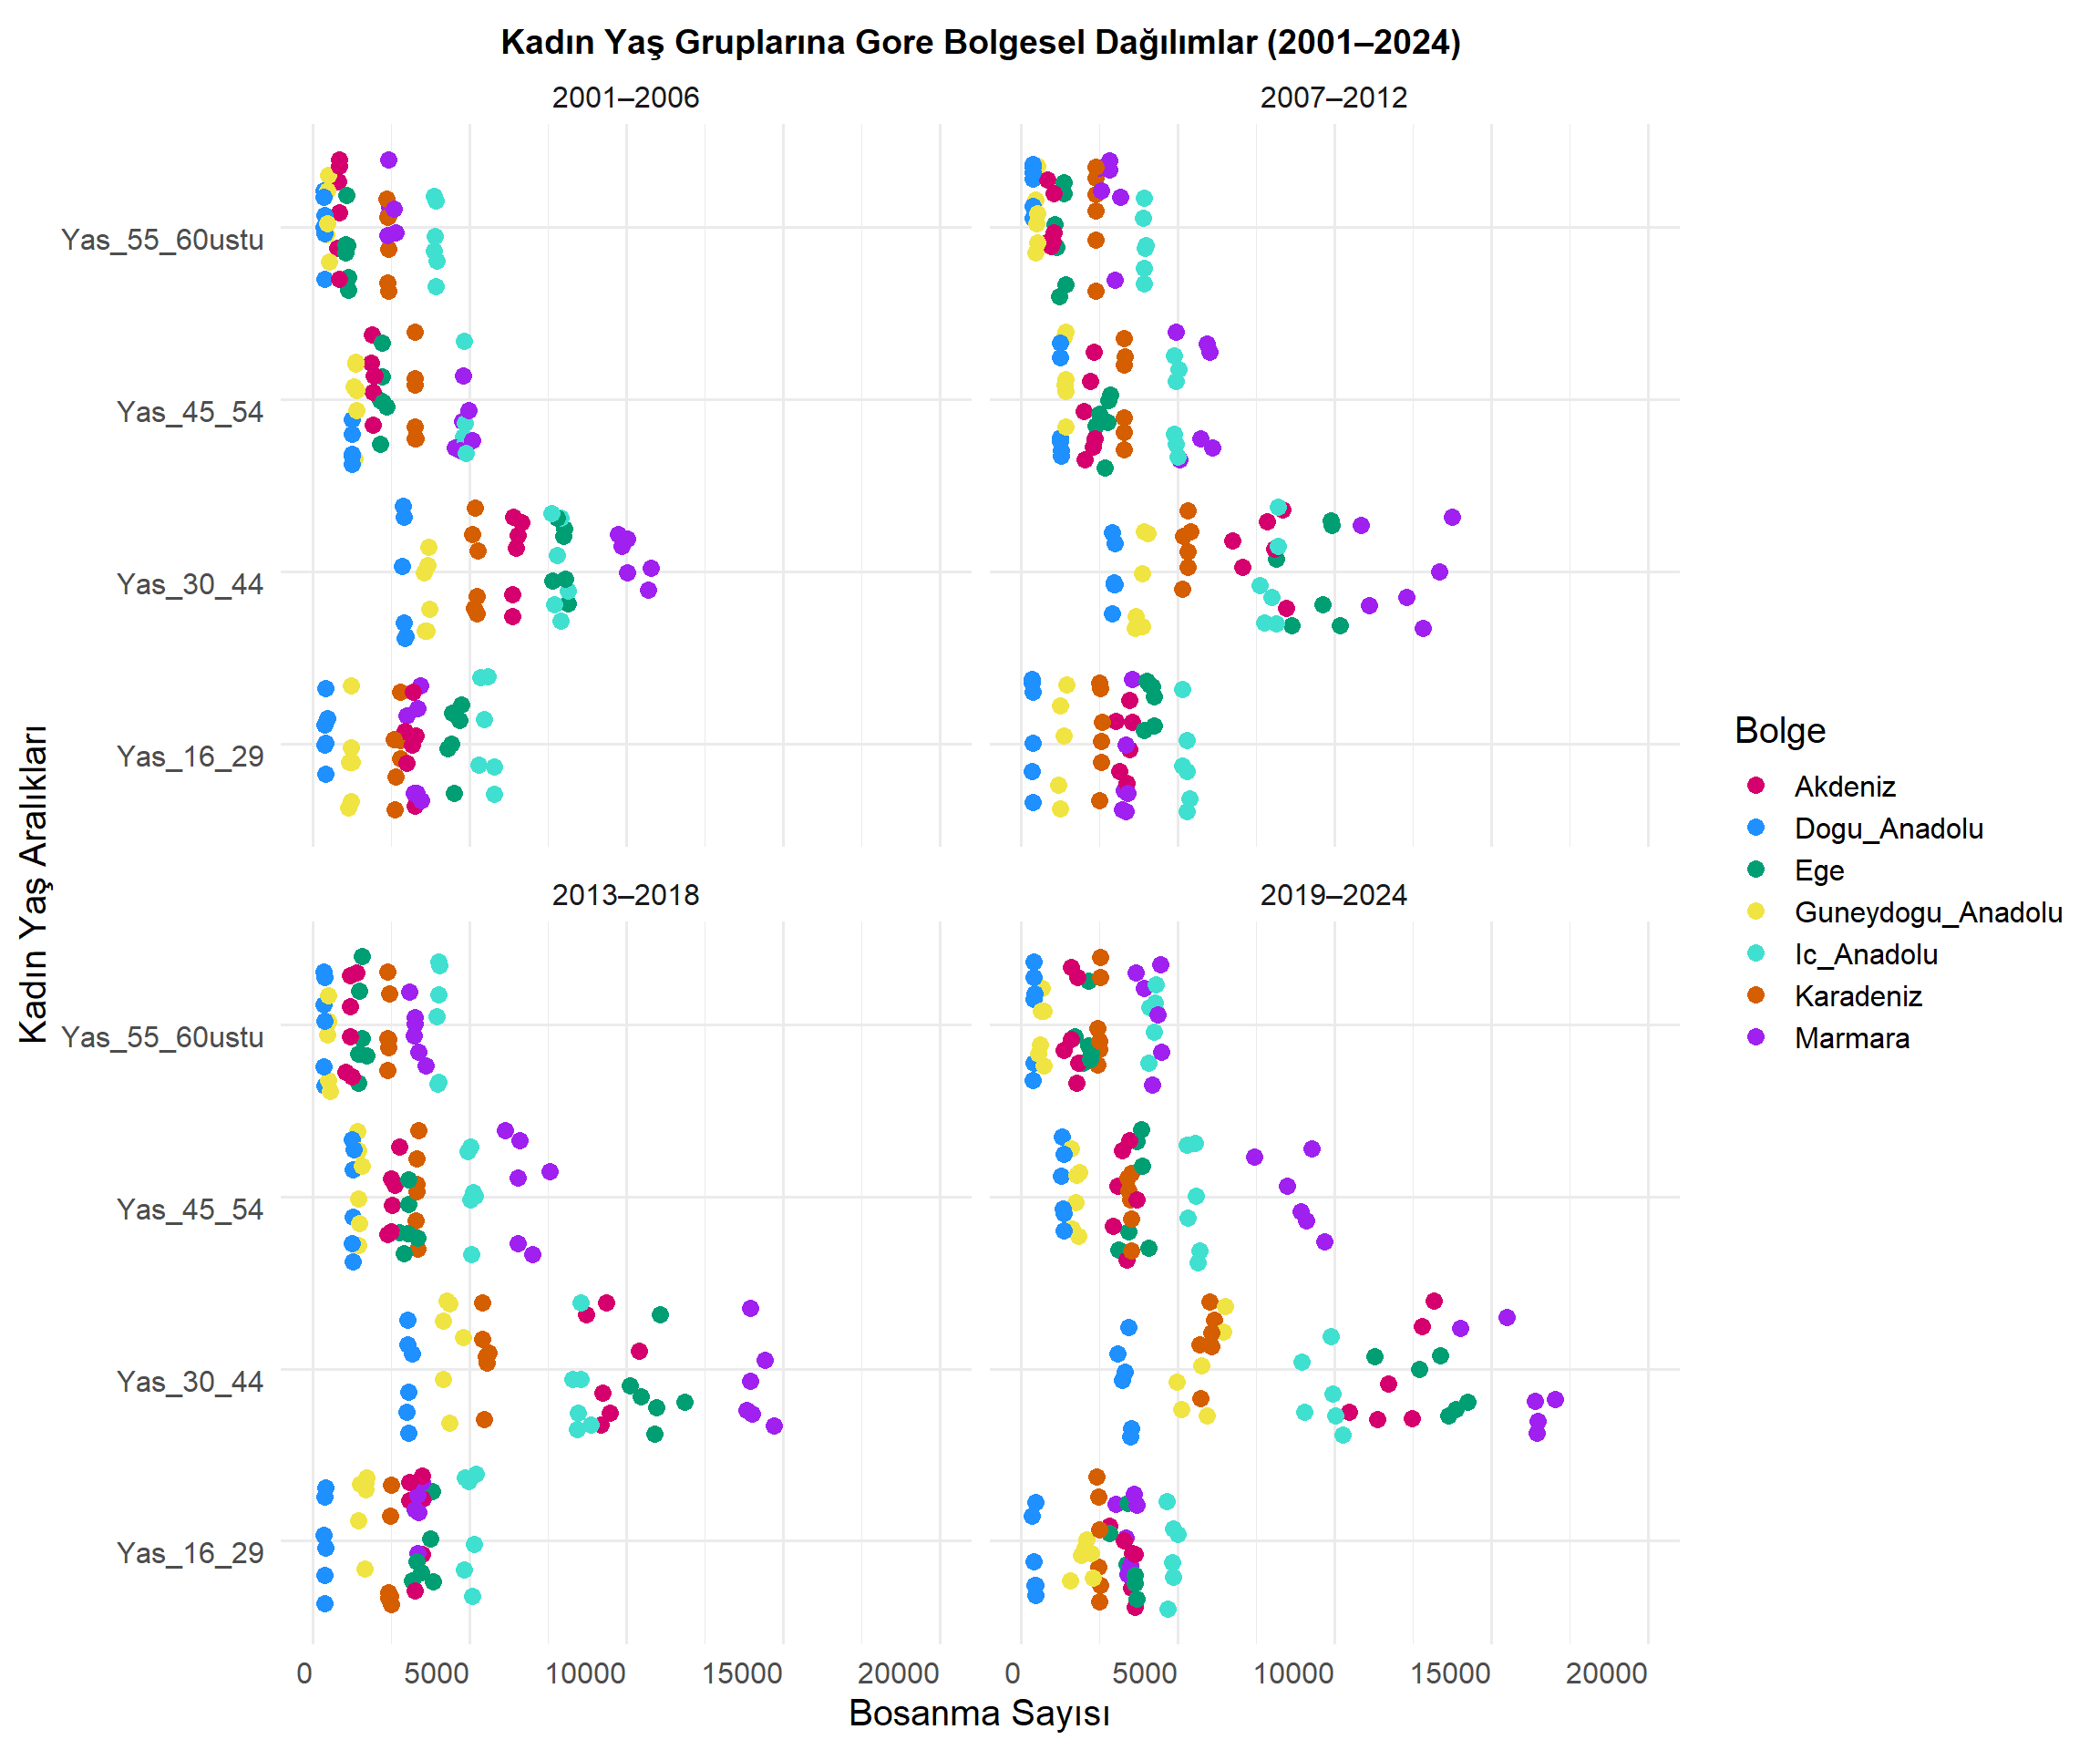 Kadın Yaş Gruplarına Gore Bolgesel Dağılımlar (2001–2024)
2001–2006
2007–2012
Yas_55_60ustu
Yas_45_54
Yas_30_44
Yas_16_29
2013–2018
2019–2024
Yas_55_60ustu
Yas_45_54
Yas_30_44
Yas_16_29
0 5000 10000 15000 20000
0 5000 10000 15000 20000
Bosanma Sayısı
Kadın Yaş Aralıkları
Bolge
Akdeniz
Dogu_Anadolu
Ege
Guneydogu_Anadolu
Ic_Anadolu
Karadeniz
Marmara